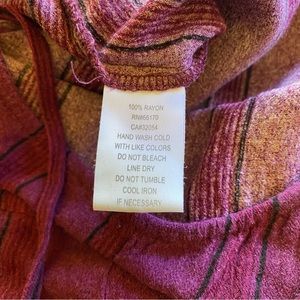 100% RAYON
RN#66170
CA#32054
HAND WASH COLD
WITH LIKE COLORS
DO NOT BLEACH
LINE DRY
DO NOT TUMBLE
COOL IRON
IF NECESSARY